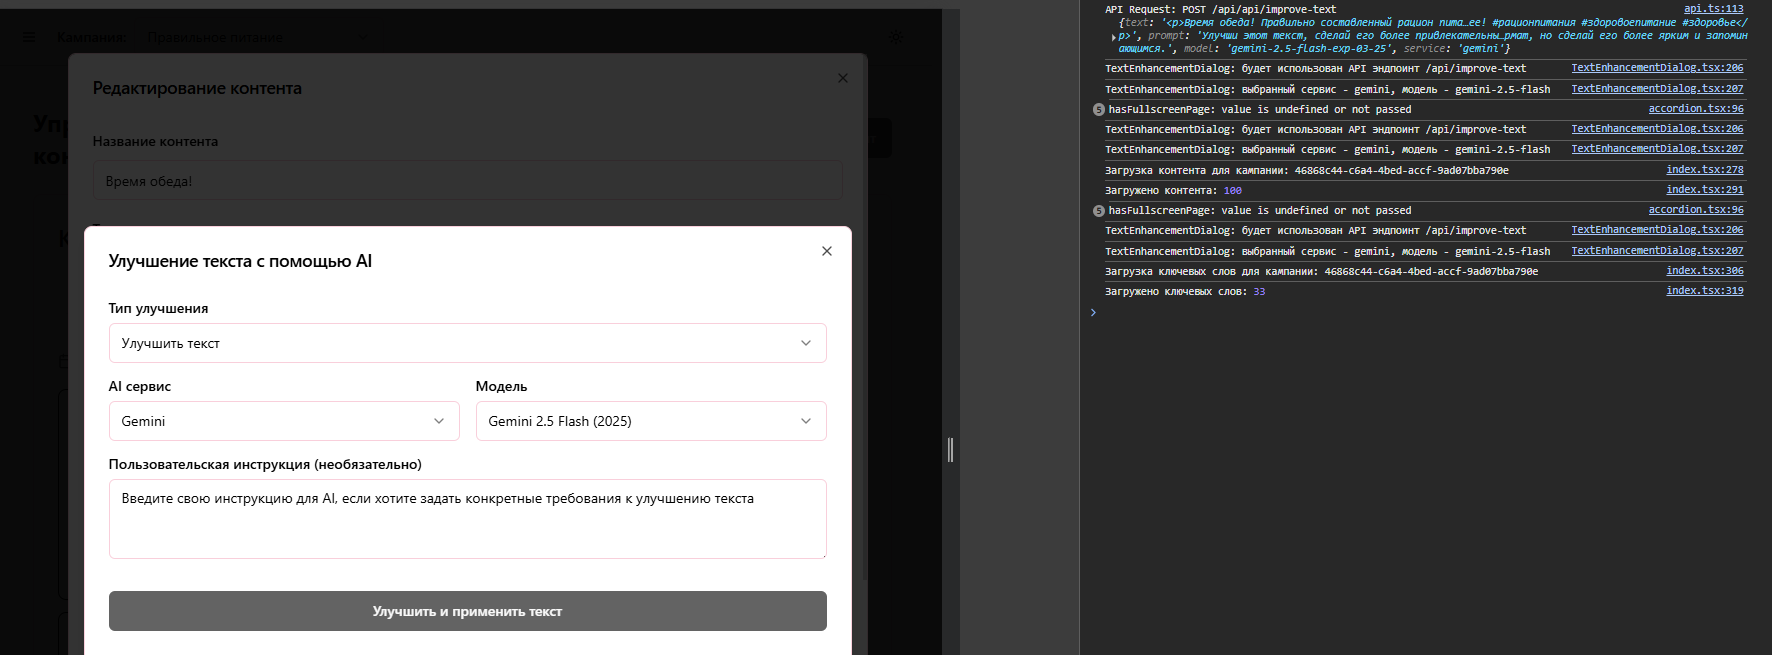 Кампания: Правильное питание
Редактирование контента
Название контента
Время обеда!
Улучшение текста с помощью AI
Тип улучшения
Улучшить текст
AI сервис
Модель
Gemini
Gemini 2.5 Flash (2025)
Пользовательская инструкция (необязательно)
Введите свою инструкцию для AI, если хотите задать конкретные требования к улучшению текста
Улучшить и применить текст
API Request: POST /api/api/improve-text api.ts:113
{text: '<p>Время обеда! Правильно составленный рацион пита…ее! #рационпитания #здоровоепитание #здоровье</
p>', prompt: 'Улучши этот текст, сделай его более привлекательны…рмат, но сделай его более ярким и запомин
ающимся.', model: 'gemini-2.5-flash-exp-03-25', service: 'gemini'}
TextEnhancementDialog: будет использован API эндпоинт /api/improve-text TextEnhancementDialog.tsx:206
TextEnhancementDialog: выбранный сервис - gemini, модель - gemini-2.5-flash TextEnhancementDialog.tsx:207
5 hasFullscreenPage: value is undefined or not passed accordion.tsx:96
TextEnhancementDialog: будет использован API эндпоинт /api/improve-text TextEnhancementDialog.tsx:206
TextEnhancementDialog: выбранный сервис - gemini, модель - gemini-2.5-flash TextEnhancementDialog.tsx:207
Загрузка контента для кампании: 46868c44-c6a4-4bed-accf-9ad07bba790e index.tsx:278
Загружено контента: 100 index.tsx:291
5 hasFullscreenPage: value is undefined or not passed accordion.tsx:96
TextEnhancementDialog: будет использован API эндпоинт /api/improve-text TextEnhancementDialog.tsx:206
TextEnhancementDialog: выбранный сервис - gemini, модель - gemini-2.5-flash TextEnhancementDialog.tsx:207
Загрузка ключевых слов для кампании: 46868c44-c6a4-4bed-accf-9ad07bba790e index.tsx:306
Загружено ключевых слов: 33 index.tsx:319